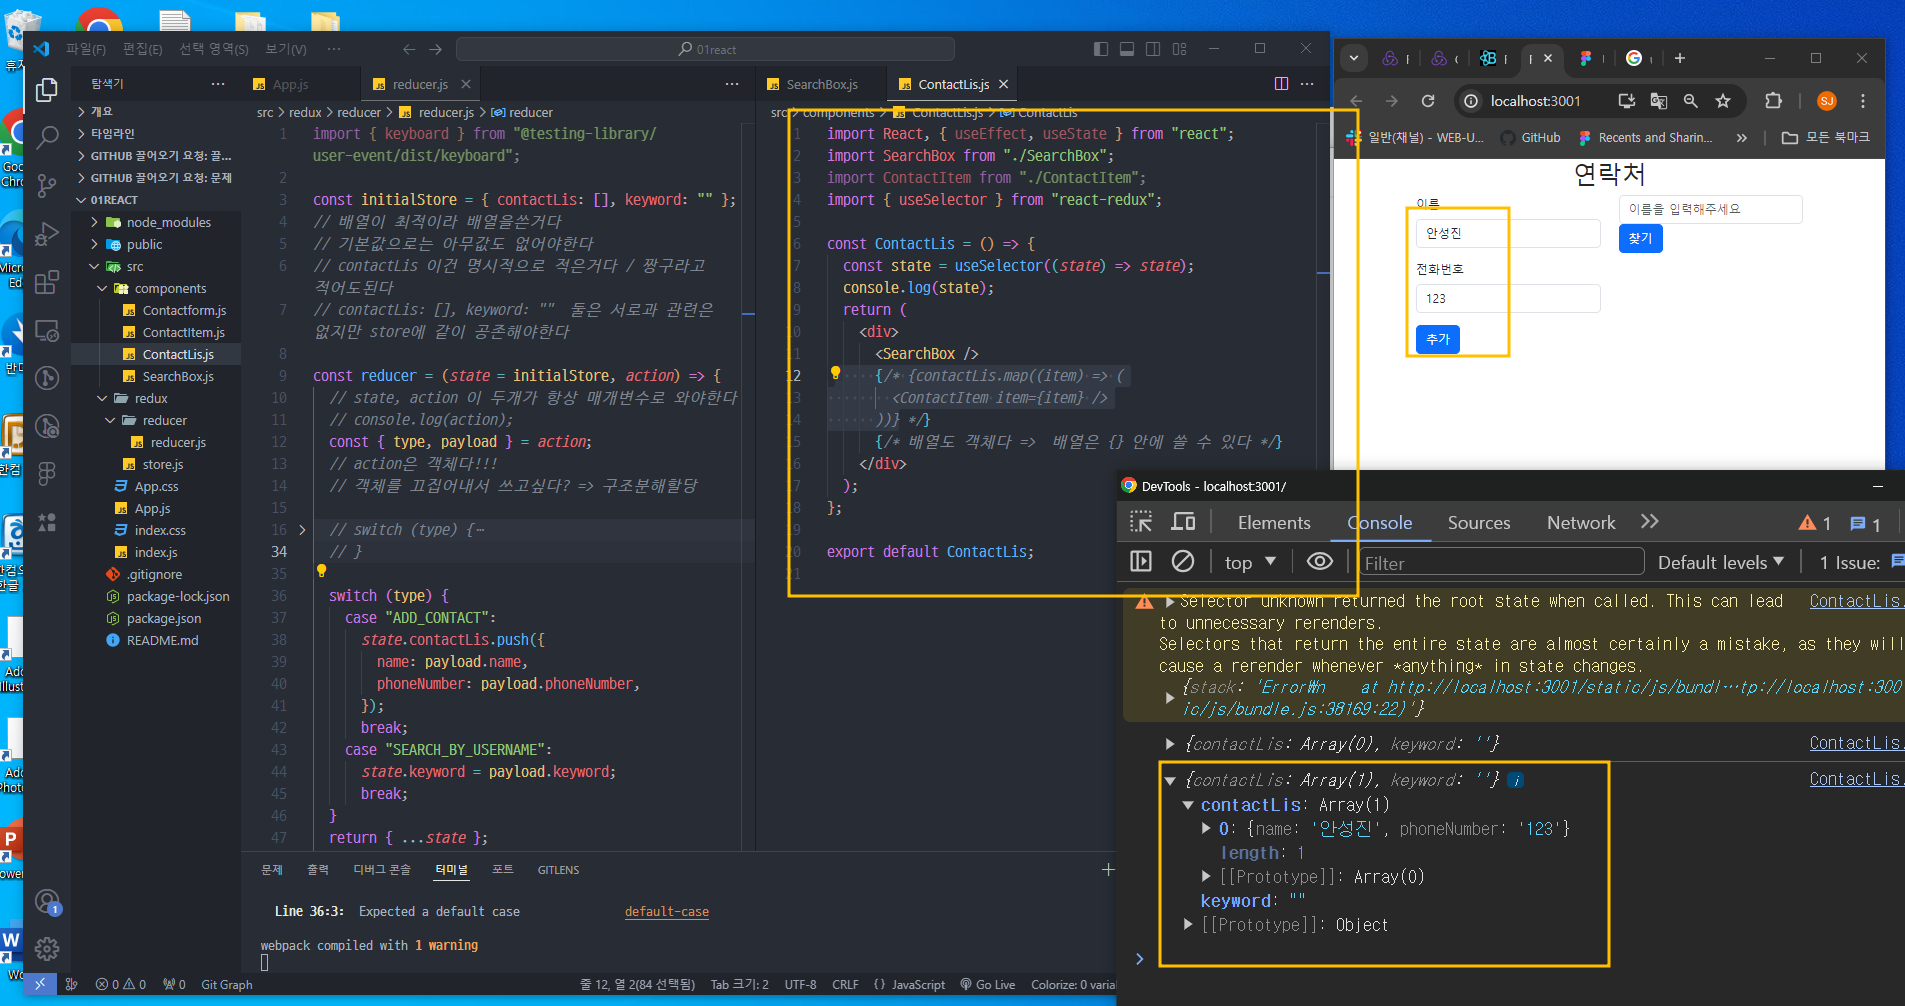 파일(F) 편집(E) 선택 영역(S) 보기(V) ··· 01react
탐색기 ···
개요
타임라인
GITHUB 끌어오기 요청: 끌...
GITHUB 끌어오기 요청: 문제
01REACT
node_modules
public
src
components
Contactform.js
ContactItem.js
ContactLis.js
SearchBox.js
redux
reducer
reducer.js
store.js
App.css
App.js
index.css
index.js
.gitignore
package-lock.json
package.json
README.md
App.js reducer.js
src > redux > reducer > reducer.js > reducer
1 import { keyboard } from "@testing-library/
user-event/dist/keyboard";
2
3 const initialStore = { contactLis: [], keyword: "" };
4 // 배열이 최적이라 배열을쓴거다
5 // 기본값으로는 아무값도 없어야한다
6 // contactLis 이건 명시적으로 적은거다 / 짱구라고
적어도된다
7 // contactLis: [], keyword: "" 둘은 서로과 관련은
없지만 store에 같이 공존해야한다
8
9 const reducer = (state = initialStore, action) => {
10 // state, action 이 두개가 항상 매개변수로 와야한다
11 // console.log(action);
12 const { type, payload } = action;
13 // action은 객체다!!!
14 // 객체를 끄집어내서 쓰고싶다? => 구조분해할당
15
16 // switch (type) {···
34 // }
35
36 switch (type) {
37 case "ADD_CONTACT":
38 state.contactLis.push({
39 name: payload.name,
40 phoneNumber: payload.phoneNumber,
41 });
42 break;
43 case "SEARCH_BY_USERNAME":
44 state.keyword = payload.keyword;
45 break;
46 }
47 return { ...state };
SearchBox.js ContactLis.js
src > components > ContactLis.js > ContactLis
1 import React, { useEffect, useState } from "react";
2 import SearchBox from "./SearchBox";
3 import ContactItem from "./ContactItem";
4 import { useSelector } from "react-redux";
5
6 const ContactLis = () => {
7 const state = useSelector((state) => state);
8 console.log(state);
9 return (
10 <div>
11 <SearchBox />
12 {/* {contactLis.map((item) => (
13 <ContactItem item={item} />
14 ))} */}
15 {/* 배열도 객체다 => 배열은 {} 안에 쓸 수 있다 */}
16 </div>
17 );
18 };
19
20 export default ContactLis;
21
문제 출력 디버그 콘솔 터미널 포트 GITLENS
Line 36:3: Expected a default case default-case
webpack compiled with 1 warning
0 0 0 Git Graph 줄 12, 열 2(84 선택됨) Tab 크기: 2 UTF-8 CRLF {} JavaScript Go Live Colorize: 0 varia
localhost:3001 SJ
일반(채널) - WEB-U... GitHub Recents and Sharin... » 모든 북마크
연락처
이름
안성진
전화번호
123
추가
이름을 입력해주세요
찾기
DevTools - localhost:3001/
Elements Console Sources Network 1 1
top Filter Default levels 1 Issue:
Selector unknown returned the root state when called. This can lead ContactLis.
to unnecessary rerenders.
Selectors that return the entire state are almost certainly a mistake, as they will
cause a rerender whenever *anything* in state changes.
{stack: 'Error₩n at http://localhost:3001/static/js/bundl…tp://localhost:300
ic/js/bundle.js:38169:22)'}
{contactLis: Array(0), keyword: ''} ContactLis.
{contactLis: Array(1), keyword: ''} i ContactLis.
contactLis: Array(1)
0: {name: '안성진', phoneNumber: '123'}
length: 1
[[Prototype]]: Array(0)
keyword: ""
[[Prototype]]: Object